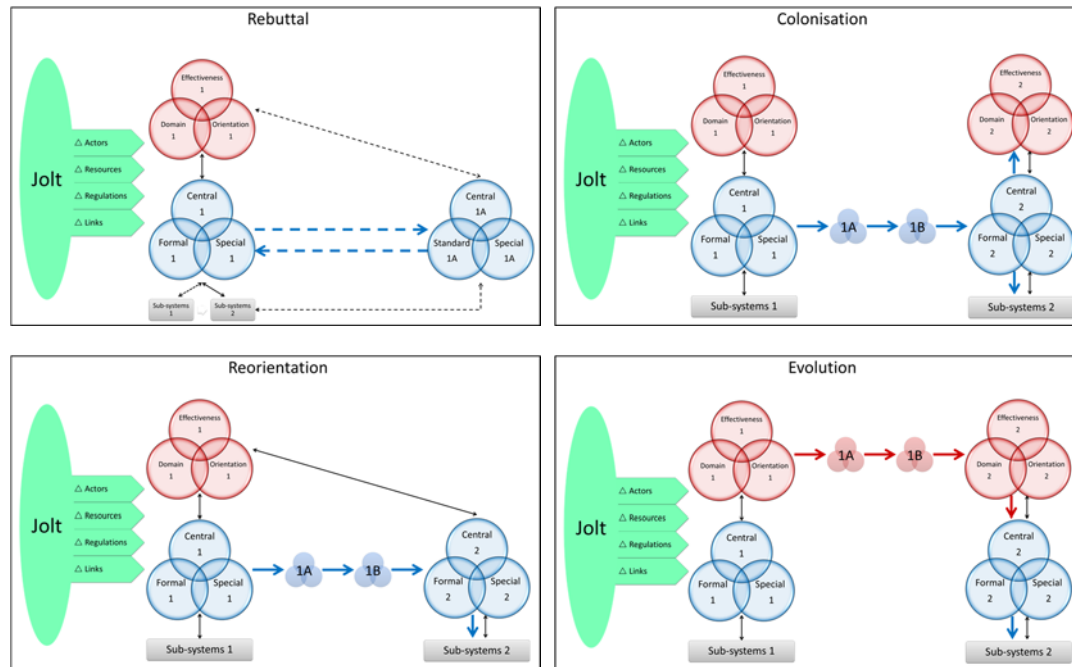 Rebuttal
Jolt
△ Actors
△ Resources
△ Regulations
△ Links
Effectiveness
1
Domain
1
Orientation
1
Central
1
Formal
1
Special
1
Sub-systems
1
Sub-systems
2
Central
1A
Standard
1A
Special
1A
Colonisation
Jolt
△ Actors
△ Resources
△ Regulations
△ Links
Effectiveness
1
Domain
1
Orientation
1
Central
1
Formal
1
Special
1
Sub-systems 1
1A
1B
Effectiveness
2
Domain
2
Orientation
2
Central
2
Formal
2
Special
2
Sub-systems 2
Reorientation
Jolt
△ Actors
△ Resources
△ Regulations
△ Links
Effectiveness
1
Domain
1
Orientation
1
Central
1
Formal
1
Special
1
Sub-systems 1
1A
1B
Central
2
Formal
2
Special
2
Sub-systems 2
Evolution
Jolt
△ Actors
△ Resources
△ Regulations
△ Links
Effectiveness
1
Domain
1
Orientation
1
Central
1
Formal
1
Special
1
Sub-systems 1
1A
1B
Effectiveness
2
Domain
2
Orientation
2
Central
2
Formal
2
Special
2
Sub-systems 2